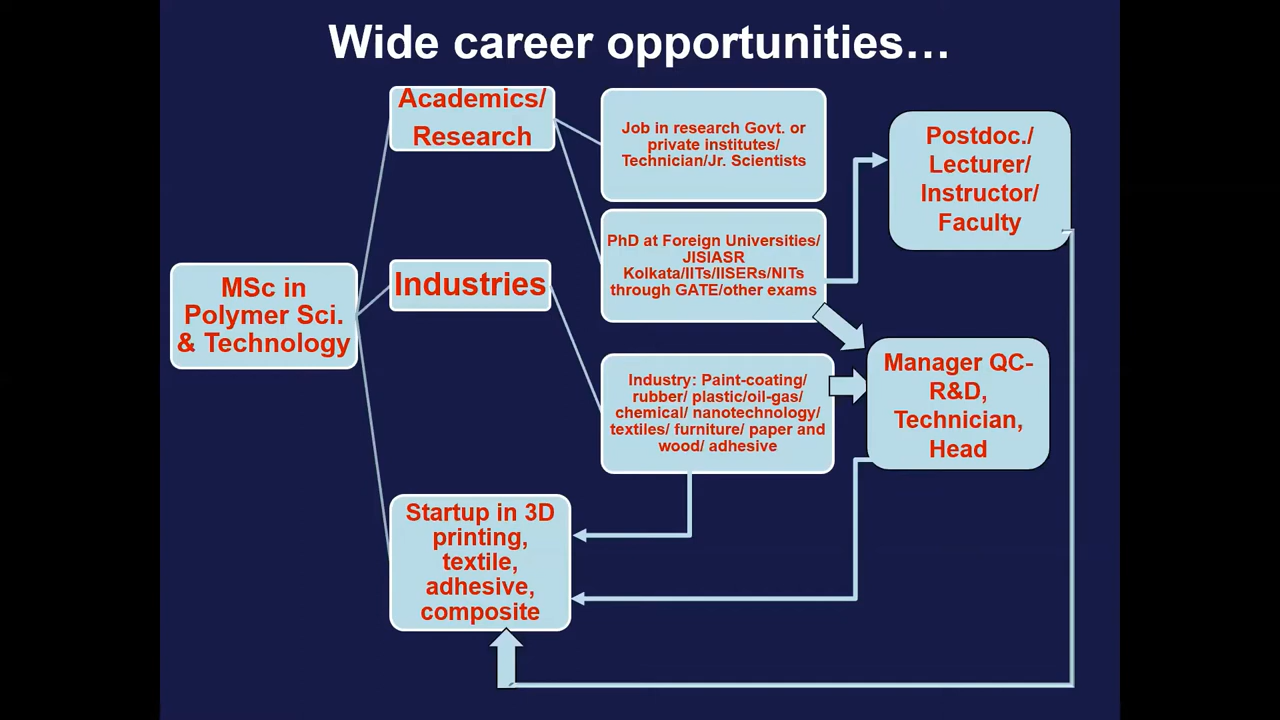 Wide career opportunities…
Academics/
Research
Job in research Govt. or
private institutes/
Technician/Jr. Scientists
Postdoc./
Lecturer/
Instructor/
Faculty
PhD at Foreign Universities/
JISIASR
Kolkata/IITs/IISERs/NITs
through GATE/other exams
MSc in
Polymer Sci.
& Technology
Industries
Industry: Paint-coating/
rubber/ plastic/oil-gas/
chemical/ nanotechnology/
textiles/ furniture/ paper and
wood/ adhesive
Manager QC-
R&D,
Technician,
Head
Startup in 3D
printing,
textile,
adhesive,
composite